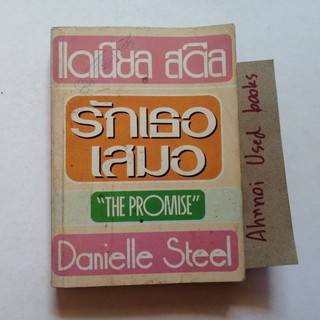 แดเนียล สตีล
รักเธอ
เสมอ
"THE PROMISE"
Danielle Steel
Ahnnoi Used books